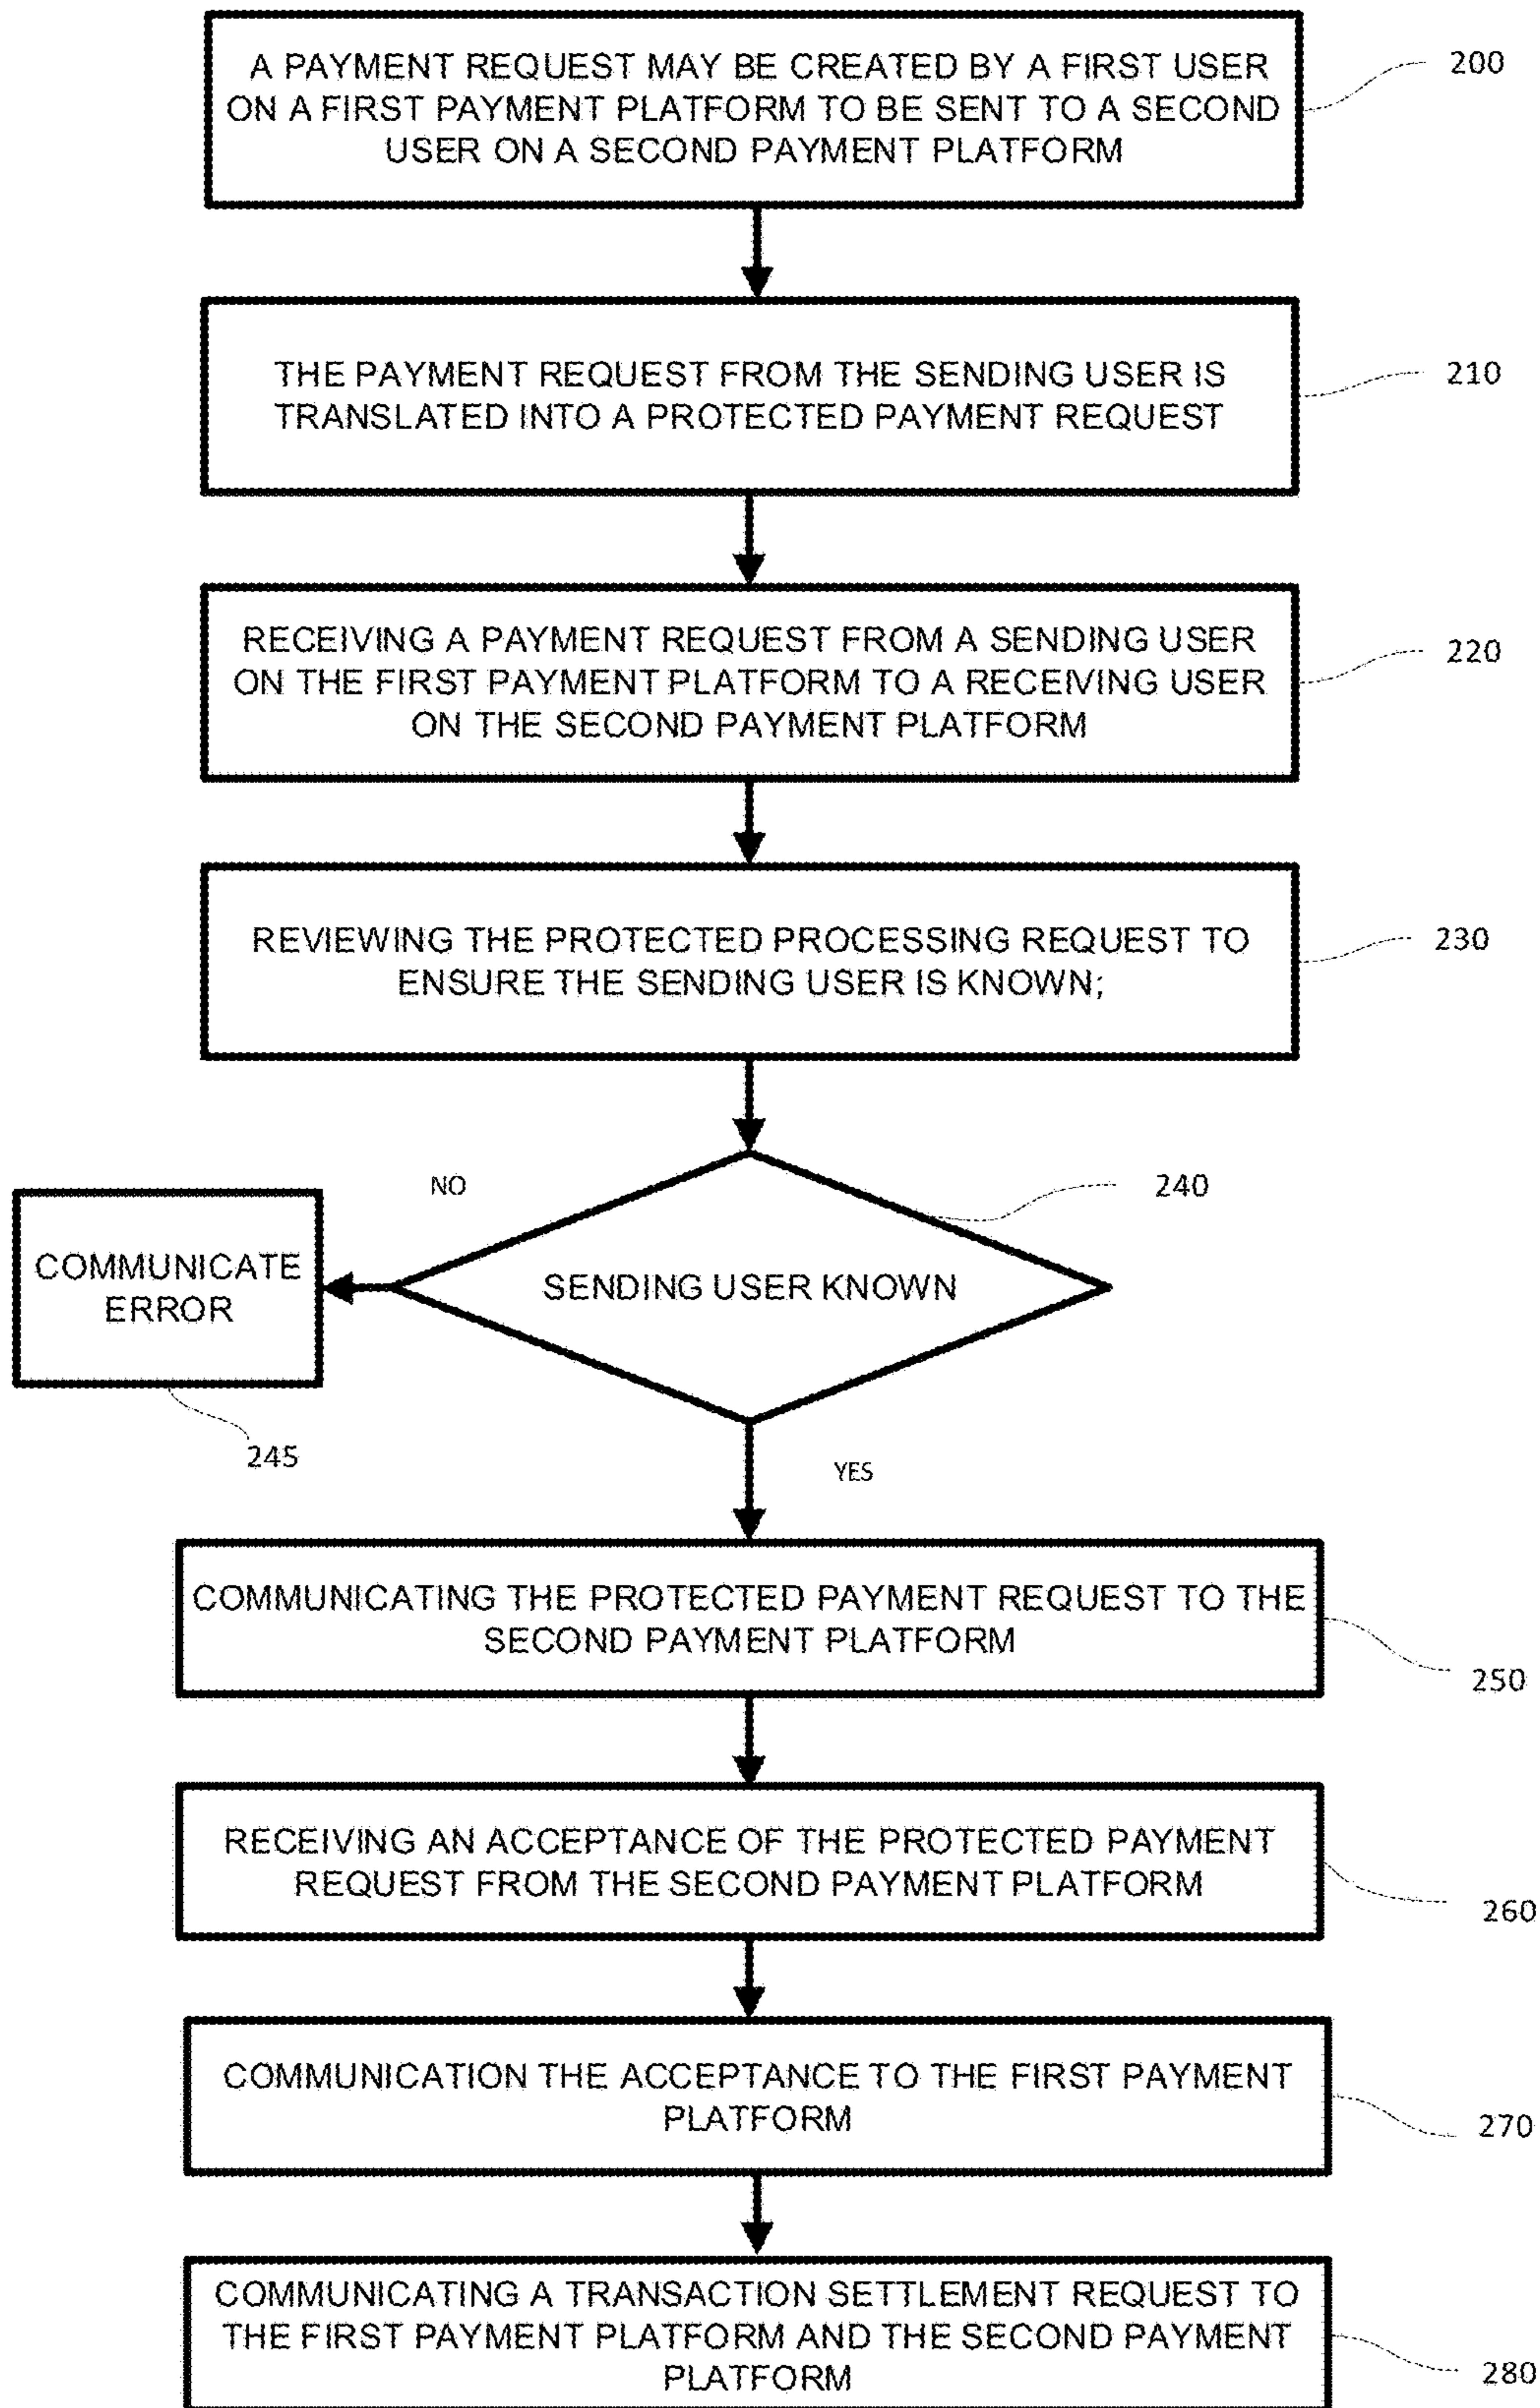 A PAYMENT REQUEST MAY BE CREATED BY A FIRST USER
ON A FIRST PAYMENT PLATFORM TO BE SENT TO A SECOND
USER ON A SECOND PAYMENT PLATFORM
200
THE PAYMENT REQUEST FROM THE SENDING USER IS
TRANSLATED INTO A PROTECTED PAYMENT REQUEST
210
RECEIVING A PAYMENT REQUEST FROM A SENDING USER
ON THE FIRST PAYMENT PLATFORM TO A RECEIVING USER
ON THE SECOND PAYMENT PLATFORM
220
REVIEWING THE PROTECTED PROCESSING REQUEST TO
ENSURE THE SENDING USER IS KNOWN;
230
NO
240
COMMUNICATE
ERROR
SENDING USER KNOWN
245
YES
COMMUNICATING THE PROTECTED PAYMENT REQUEST TO THE
SECOND PAYMENT PLATFORM
250
RECEIVING AN ACCEPTANCE OF THE PROTECTED PAYMENT
REQUEST FROM THE SECOND PAYMENT PLATFORM
260
COMMUNICATION THE ACCEPTANCE TO THE FIRST PAYMENT
PLATFORM
270
COMMUNICATING A TRANSACTION SETTLEMENT REQUEST TO
THE FIRST PAYMENT PLATFORM AND THE SECOND PAYMENT
PLATFORM
280